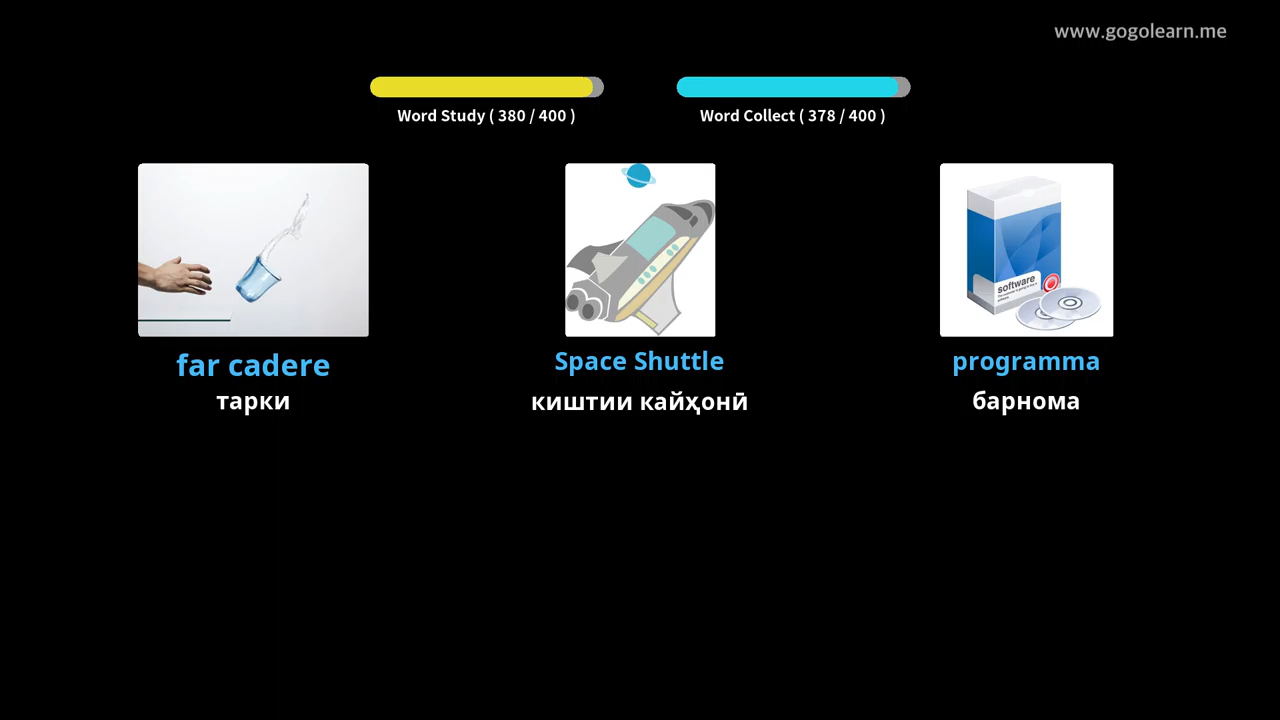 www.gogolearn.me
Word Study ( 380 / 400 )
Word Collect ( 378 / 400 )
software
far cadere
Space Shuttle
programma
тарки
киштии кайҳонӣ
барнома